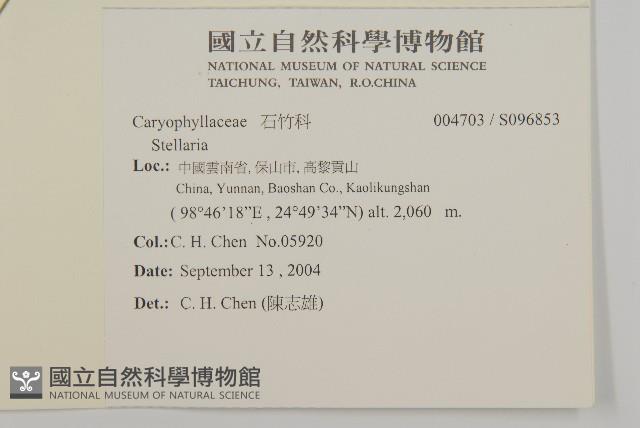 國立自然科學博物館
NATIONAL MUSEUM OF NATURAL SCIENCE
TAICHUNG, TAIWAN, R.O.CHINA
Caryophyllaceae 石竹科 004703 / S096853
Stellaria
Loc.: 中國雲南省, 保山市, 高黎貢山
China, Yunnan, Baoshan Co., Kaolikungshan
( 98°46'18”E , 24°49'34”N) alt. 2,060 m.
Col.: C. H. Chen No.05920
Date: September 13 , 2004
Det.: C. H. Chen (陳志雄)
國立自然科學博物館
NATIONAL MUSEUM OF NATURAL SCIENCE